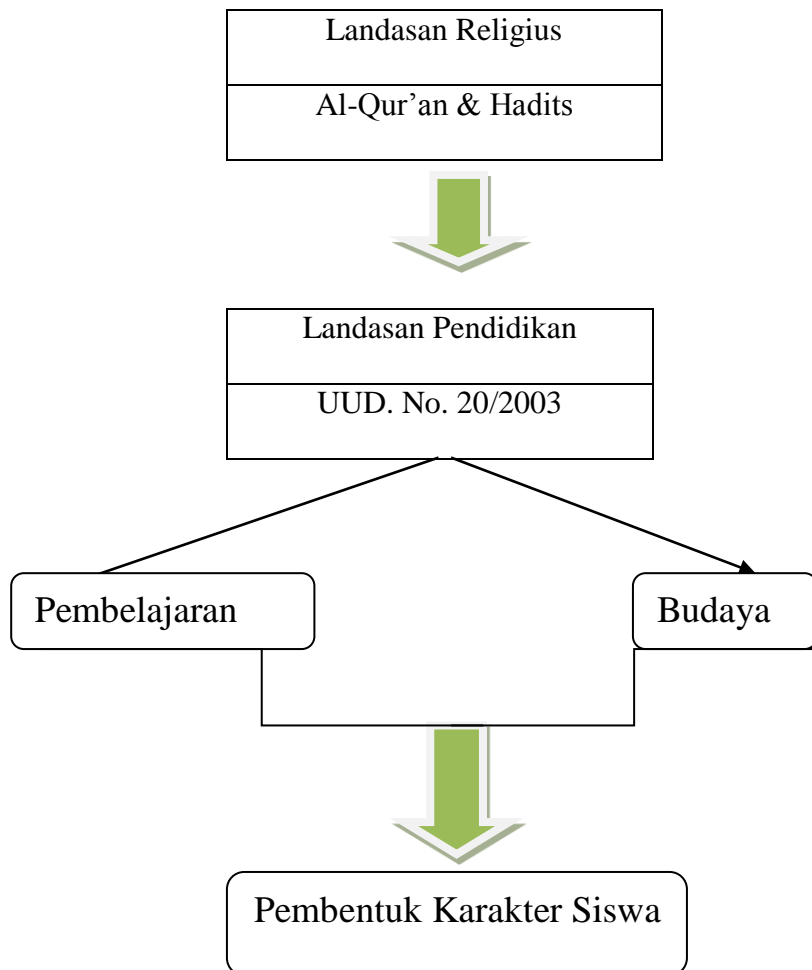 Landasan Religius
Al-Qur’an & Hadits
Landasan Pendidikan
UUD. No. 20/2003
Pembelajaran
Budaya
Pembentuk Karakter Siswa